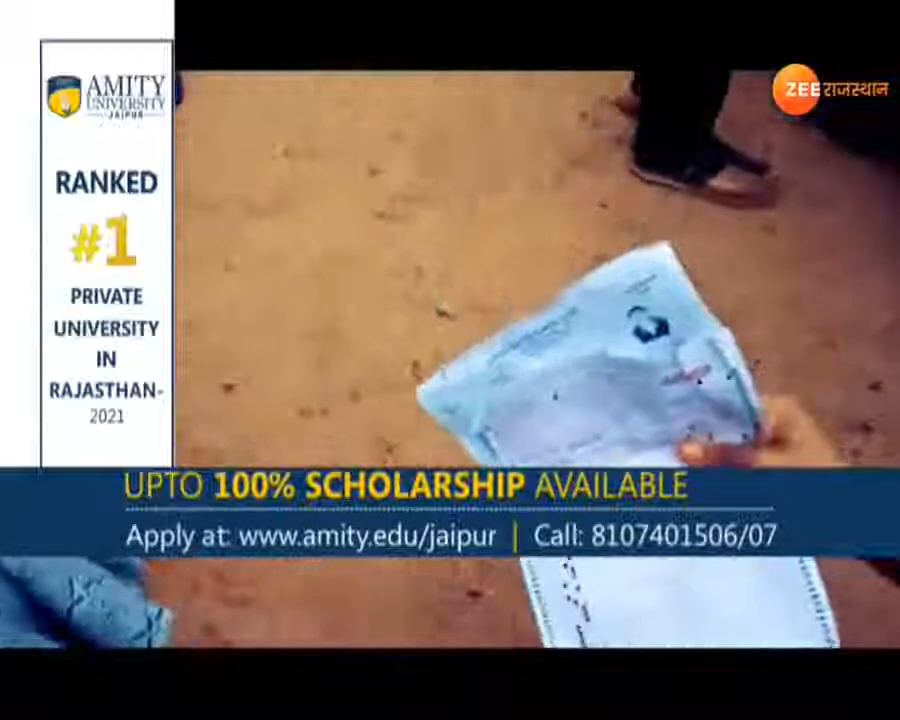 AMITY
UNIVERSITY
JAIPUR
RANKED
#1
PRIVATE
UNIVERSITY
IN
RAJASTHAN-
2021
ZEE राजस्थान
UPTO 100% SCHOLARSHIP AVAILABLE
Apply at: www.amity.edu/jaipur | Call: 8107401506/07